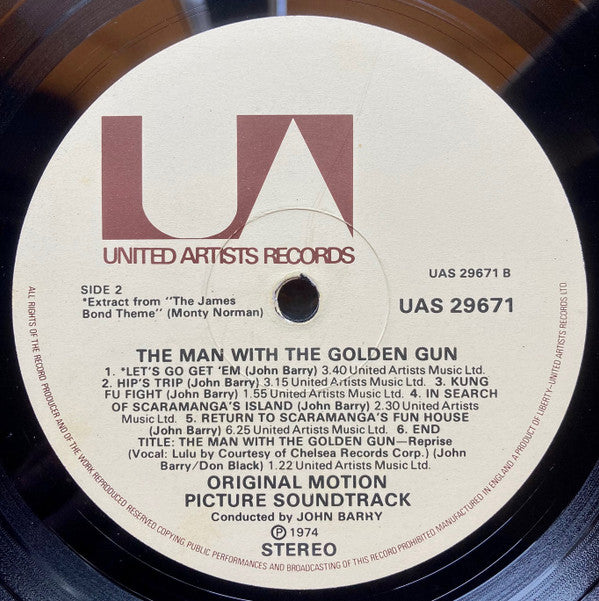 UA
UNITED ARTISTS RECORDS
UAS 29671 B
SIDE 2
*Extract from "The James
Bond Theme" (Monty Norman)
UAS 29671
THE MAN WITH THE GOLDEN GUN
1. *LET'S GO GET 'EM (John Barry) 3.40 United Artists Music Ltd.
2. HIP'S TRIP (John Barry) 3.15 United Artists Music Ltd. 3. KUNG
FU FIGHT (John Barry) 1.55 United Artists Music Ltd. 4. IN SEARCH
OF SCARAMANGA'S ISLAND (John Barry) 2.30 United Artists
Music Ltd. 5. RETURN TO SCARAMANGA'S FUN HOUSE
(John Barry) 6.25 United Artists Music Ltd. 6. END
TITLE: THE MAN WITH THE GOLDEN GUN—Reprise
(Vocal: Lulu by Courtesy of Chelsea Records Corp.) (John
Barry/Don Black) 1.22 United Artists Music Ltd.
ORIGINAL MOTION
PICTURE SOUNDTRACK
Conducted by JOHN BARRY
℗ 1974
STEREO
ALL RIGHTS OF THE RECORD PRODUCER AND OF THE WORK REPRODUCED RESERVED. COPYING, PUBLIC PERFORMANCES AND BROADCASTING OF THIS RECORD PROHIBITED MANUFACTURED IN ENGLAND. A PRODUCT OF LIBERTY-UNITED ARTISTS RECORDS LTD.